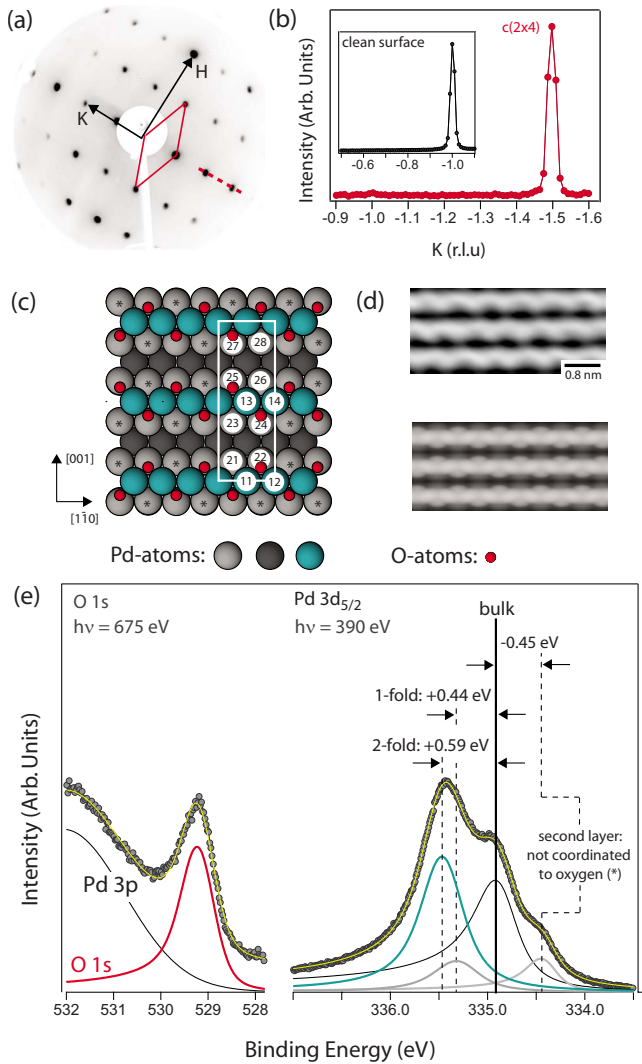 (a)
H
K
(b)
c(2x4)
clean surface
-0.6
-0.8
-1.0
Intensity (Arb. Units)
-0.9
-1.0
-1.1
-1.2
-1.3
-1.4
-1.5
-1.6
K (r.l.u)
(c)
27
28
25
26
13
14
23
24
21
22
11
12
[001]
[11̄0]
(d)
0.8 nm
Pd-atoms:
O-atoms:
(e)
O 1s
hν = 675 eV
Pd 3d5/2
hν = 390 eV
bulk
-0.45 eV
1-fold: +0.44 eV
2-fold: +0.59 eV
second layer:
not coordinated
to oxygen (*)
Pd 3p
O 1s
Intensity (Arb. Units)
532
531
530
529
528
336.0
335.0
334.0
Binding Energy (eV)